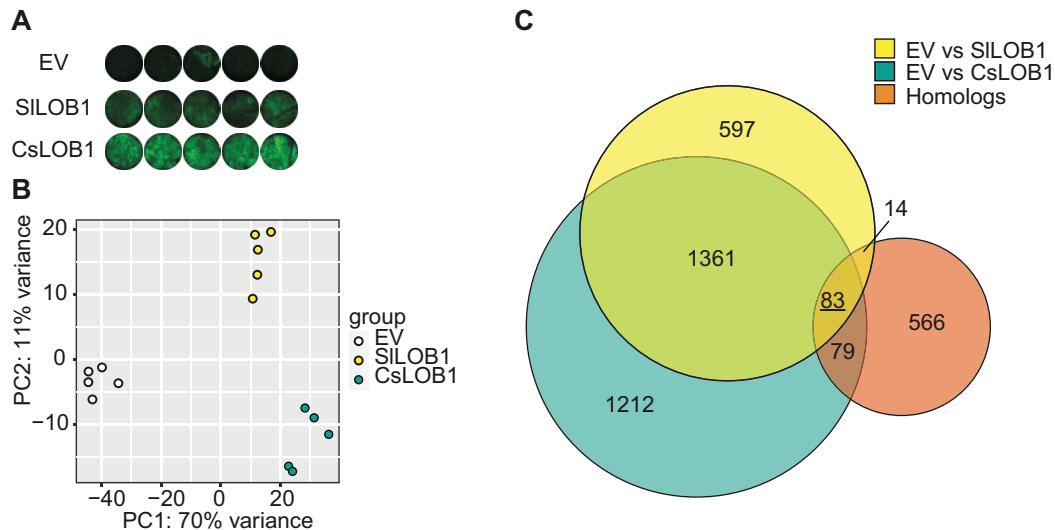 A
EV
SlLOB1
CsLOB1
B
20
10
0
−10
−40
−20
0
20
PC2: 11% variance
PC1: 70% variance
group
EV
SlLOB1
CsLOB1
C
EV vs SlLOB1
EV vs CsLOB1
Homologs
597
14
1361
83
566
79
1212